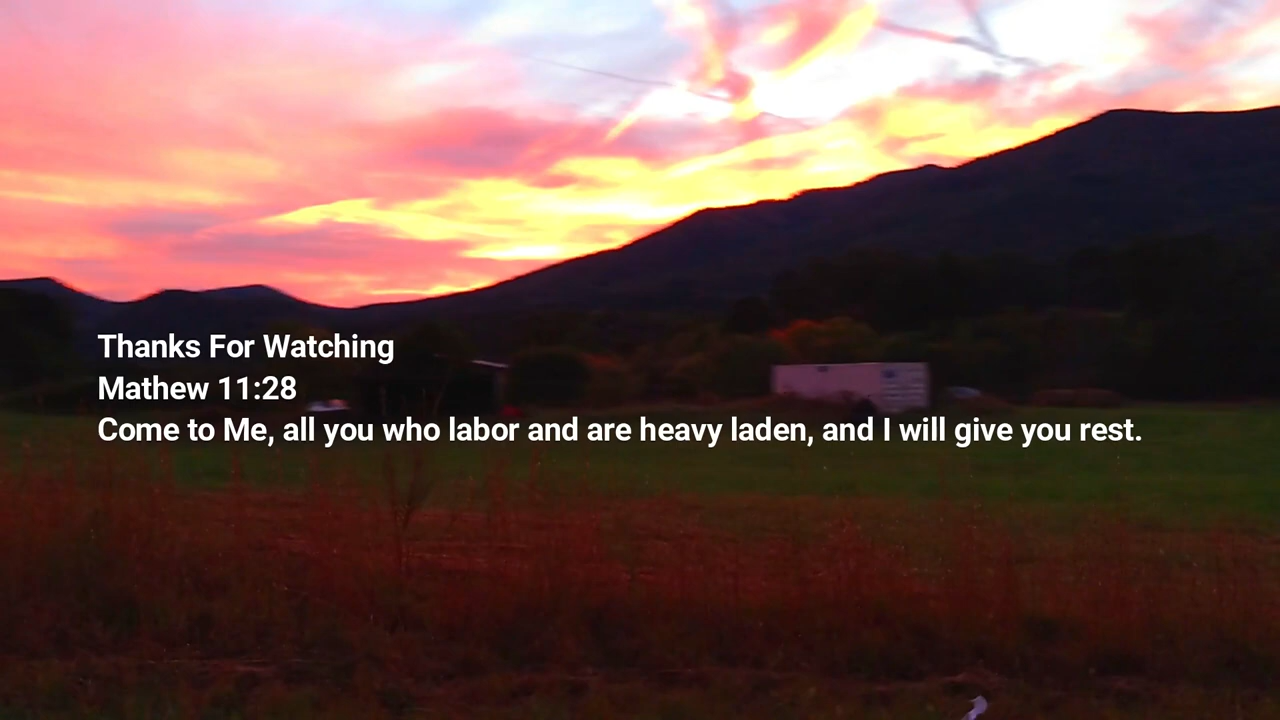 Thanks For Watching
Mathew 11:28
Come to Me, all you who labor and are heavy laden, and I will give you rest.